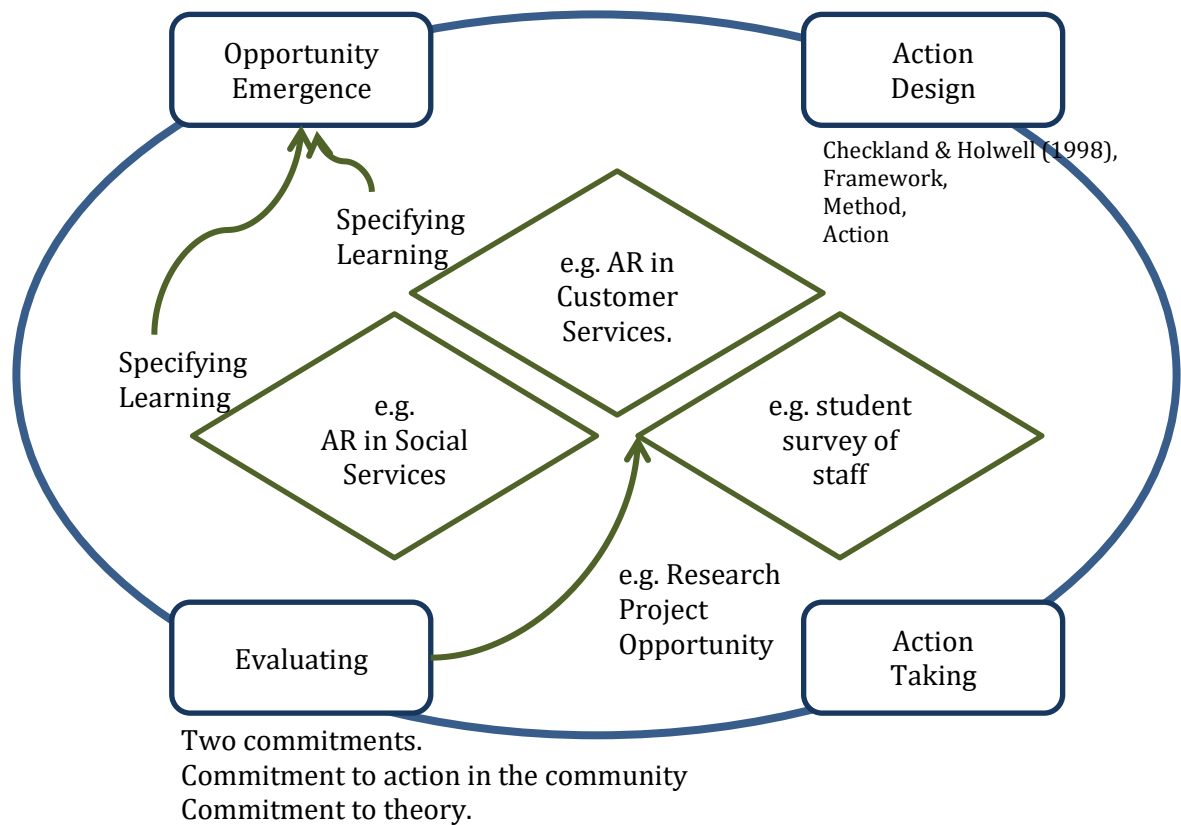 Opportunity
Emergence
Action
Design
Checkland & Holwell (1998),
Framework,
Method,
Action
Specifying
Learning
e.g. AR in
Customer
Services.
Specifying
Learning
e.g.
AR in Social
Services
e.g. student
survey of
staff
e.g. Research
Project
Opportunity
Evaluating
Action
Taking
Two commitments.
Commitment to action in the community
Commitment to theory.